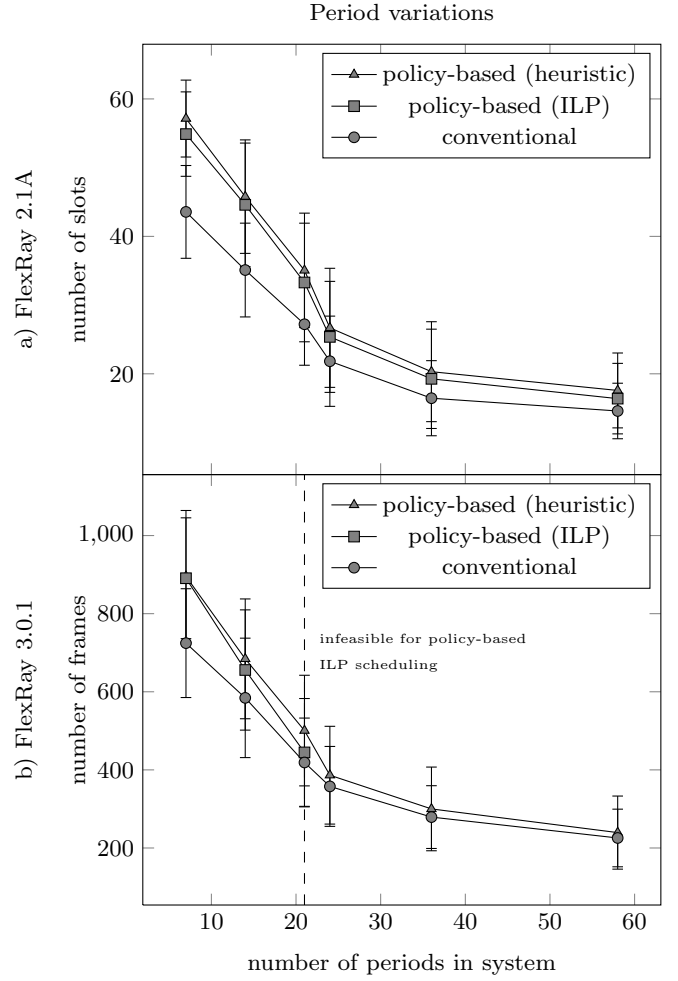 Period variations
60
40
20
a) FlexRay 2.1A
number of slots
policy-based (heuristic)
policy-based (ILP)
conventional
1,000
800
600
400
200
b) FlexRay 3.0.1
number of frames
policy-based (heuristic)
policy-based (ILP)
conventional
infeasible for policy-based
ILP scheduling
10 20 30 40 50 60
number of periods in system